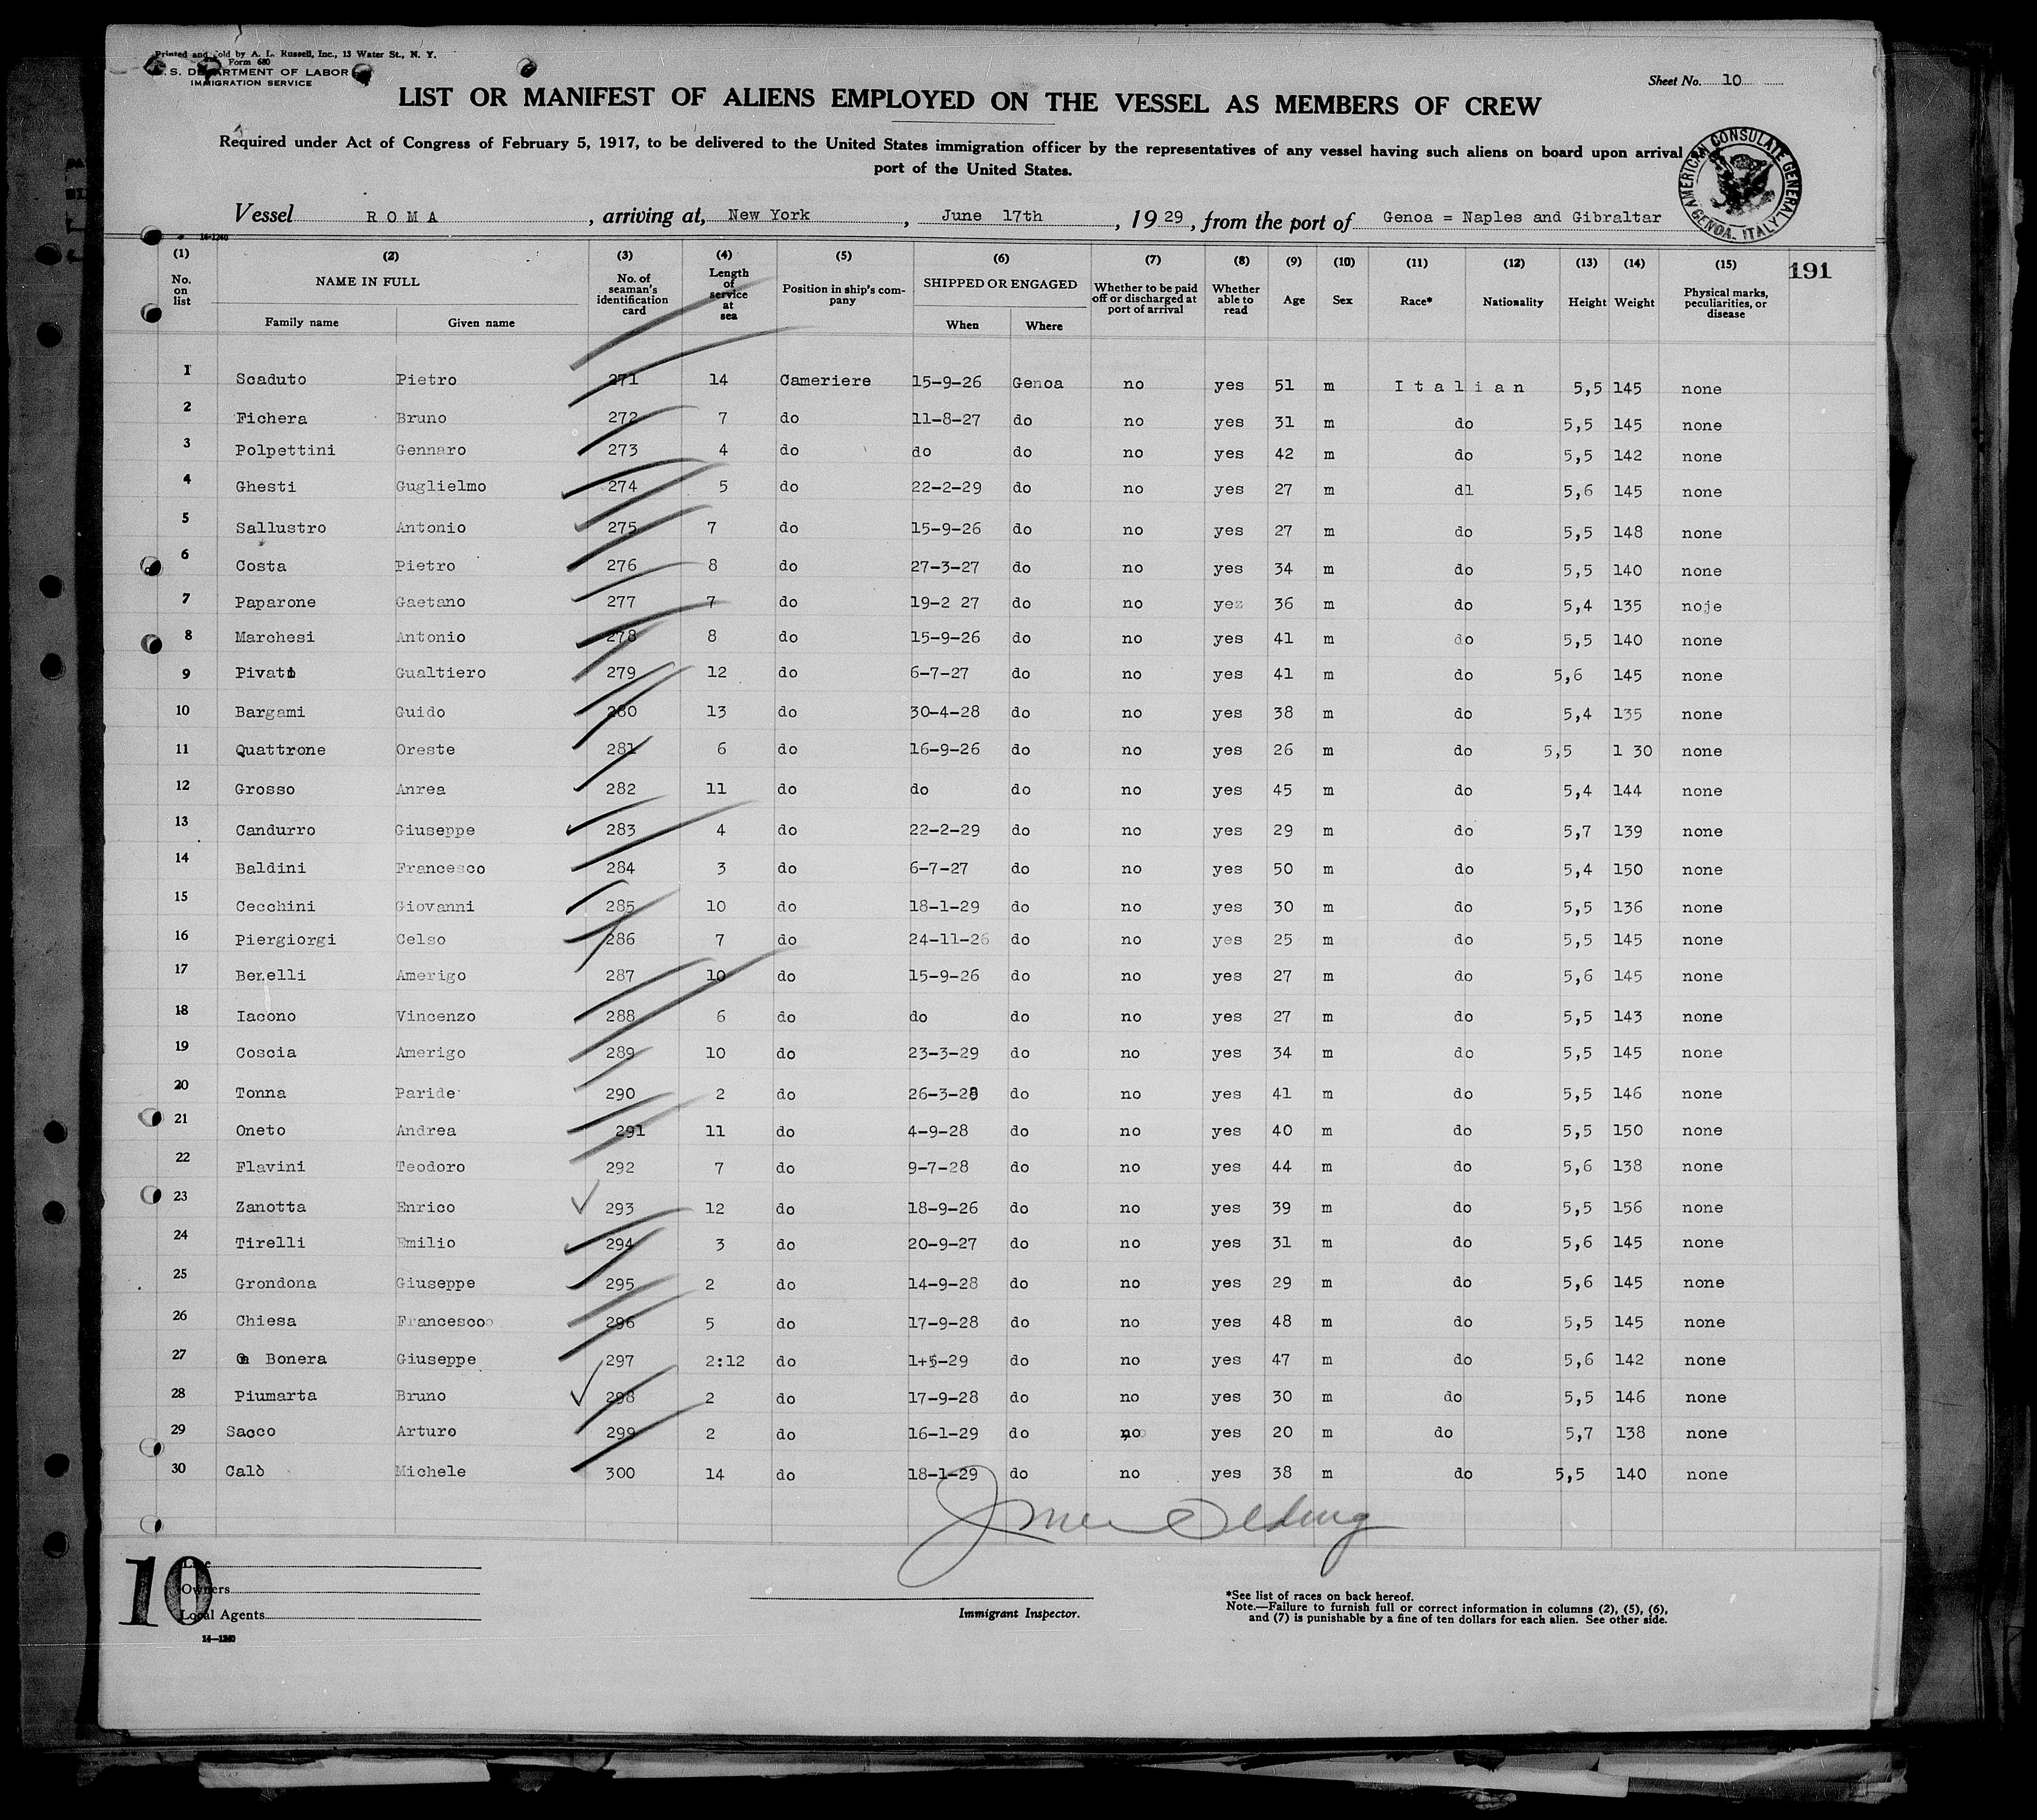 Printed and Sold by A. L. Russell, Inc., 13 Water St., N. Y.
Form 680
U. S. DEPARTMENT OF LABOR
IMMIGRATION SERVICE
Sheet No. 10
LIST OR MANIFEST OF ALIENS EMPLOYED ON THE VESSEL AS MEMBERS OF CREW
Required under Act of Congress of February 5, 1917, to be delivered to the United States immigration officer by the representatives of any vessel having such aliens on board upon arrival
port of the United States.
AMERICAN CONSULATE GENERAL GENOA, ITALY
Vessel ROMA, arriving at, New York, June 17th, 19 29, from the port of Genoa = Naples and Gibraltar
14-1240
(1) (2) (3) (4) (5) (6) (7) (8) (9) (10) (11) (12) (13) (14) (15) 191
No. on list NAME IN FULL Family name Given name No. of seaman's identification card Length of service at sea Position in ship's company SHIPPED OR ENGAGED When Where Whether to be paid off or discharged at port of arrival Whether able to read Age Sex Race* Nationality Height Weight Physical marks, peculiarities, or disease
1 Scaduto Pietro 271 14 Cameriere 15-9-26 Genoa no yes 51 m Italian 5,5 145 none
2 Fichera Bruno 272 7 do 11-8-27 do no yes 31 m do 5,5 145 none
3 Polpettini Gennaro 273 4 do do do no yes 42 m do 5,5 142 none
4 Ghesti Guglielmo 274 5 do 22-2-29 do no yes 27 m dl 5,6 145 none
5 Sallustro Antonio 275 7 do 15-9-26 do no yes 27 m do 5,5 148 none
6 Costa Pietro 276 8 do 27-3-27 do no yes 34 m do 5,5 140 none
7 Paparone Gaetano 277 7 do 19-2 27 do no yes 36 m do 5,4 135 noje
8 Marchesi Antonio 278 8 do 15-9-26 do no yes 41 m do 5,5 140 none
9 Pivati Gualtiero 279 12 do 6-7-27 do no yes 41 m do 5,6 145 none
10 Bargami Guido 280 13 do 30-4-28 do no yes 38 m do 5,4 135 none
11 Quattrone Oreste 281 6 do 16-9-26 do no yes 26 m do 5,5 1 30 none
12 Grosso Anrea 282 11 do do do no yes 45 m do 5,4 144 none
13 Candurro Giuseppe 283 4 do 22-2-29 do no yes 29 m do 5,7 139 none
14 Baldini Francesco 284 3 do 6-7-27 do no yes 50 m do 5,4 150 none
15 Cecchini Giovanni 285 10 do 18-1-29 do no yes 30 m do 5,5 136 none
16 Piergiorgi Celso 286 7 do 24-11-26 do no yes 25 m do 5,5 145 none
17 Benelli Amerigo 287 10 do 15-9-26 do no yes 27 m do 5,6 145 none
18 Iacono Vincenzo 288 6 do do do no yes 27 m do 5,5 143 none
19 Coscia Amerigo 289 10 do 23-3-29 do no yes 34 m do 5,5 145 none
20 Tonna Paride 290 2 do 26-3-28 do no yes 41 m do 5,5 146 none
21 Oneto Andrea 291 11 do 4-9-28 do no yes 40 m do 5,5 150 none
22 Flavini Teodoro 292 7 do 9-7-28 do no yes 44 m do 5,6 138 none
23 Zanotta Enrico 293 12 do 18-9-26 do no yes 39 m do 5,5 156 none
24 Tirelli Emilio 294 3 do 20-9-27 do no yes 31 m do 5,6 145 none
25 Grondona Giuseppe 295 2 do 14-9-28 do no yes 29 m do 5,6 145 none
26 Chiesa Francescoo 296 5 do 17-9-28 do no yes 48 m do 5,5 145 none
27 Bonera Giuseppe 297 2:12 do 1+5-29 do no yes 47 m do 5,6 142 none
28 Piumarta Bruno 298 2 do 17-9-28 do no yes 30 m do 5,5 146 none
29 Sacco Arturo 299 2 do 16-1-29 do no yes 20 m do 5,7 138 none
30 Calò Michele 300 14 do 18-1-29 do no yes 38 m do 5,5 140 none
10
Owners
Local Agents
14-1240
Immigrant Inspector.
*See list of races on back hereof.
Note.—Failure to furnish full or correct information in columns (2), (5), (6),
and (7) is punishable by a fine of ten dollars for each alien. See other side.